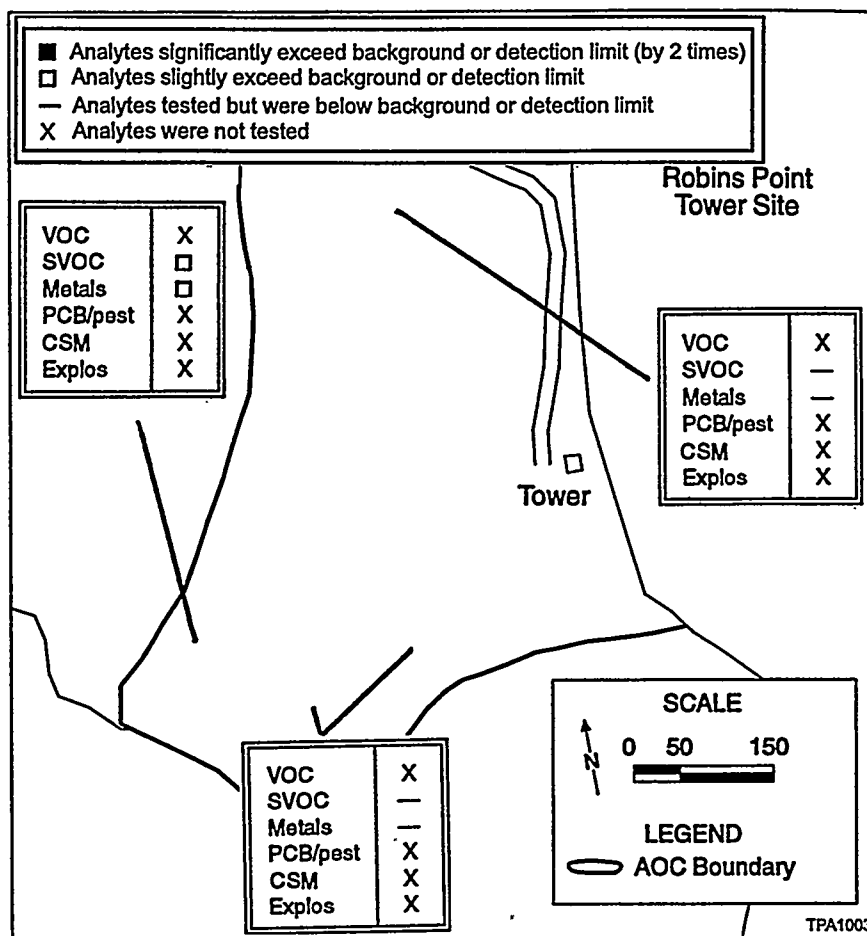 ■ Analytes significantly exceed background or detection limit (by 2 times)
□ Analytes slightly exceed background or detection limit
— Analytes tested but were below background or detection limit
X Analytes were not tested
Robins Point
Tower Site
VOC X
SVOC □
Metals □
PCB/pest X
CSM X
Explos X
VOC X
SVOC —
Metals —
PCB/pest X
CSM X
Explos X
Tower
VOC X
SVOC —
Metals —
PCB/pest X
CSM X
Explos X
SCALE
N
0 50 150
LEGEND
AOC Boundary
TPA1003